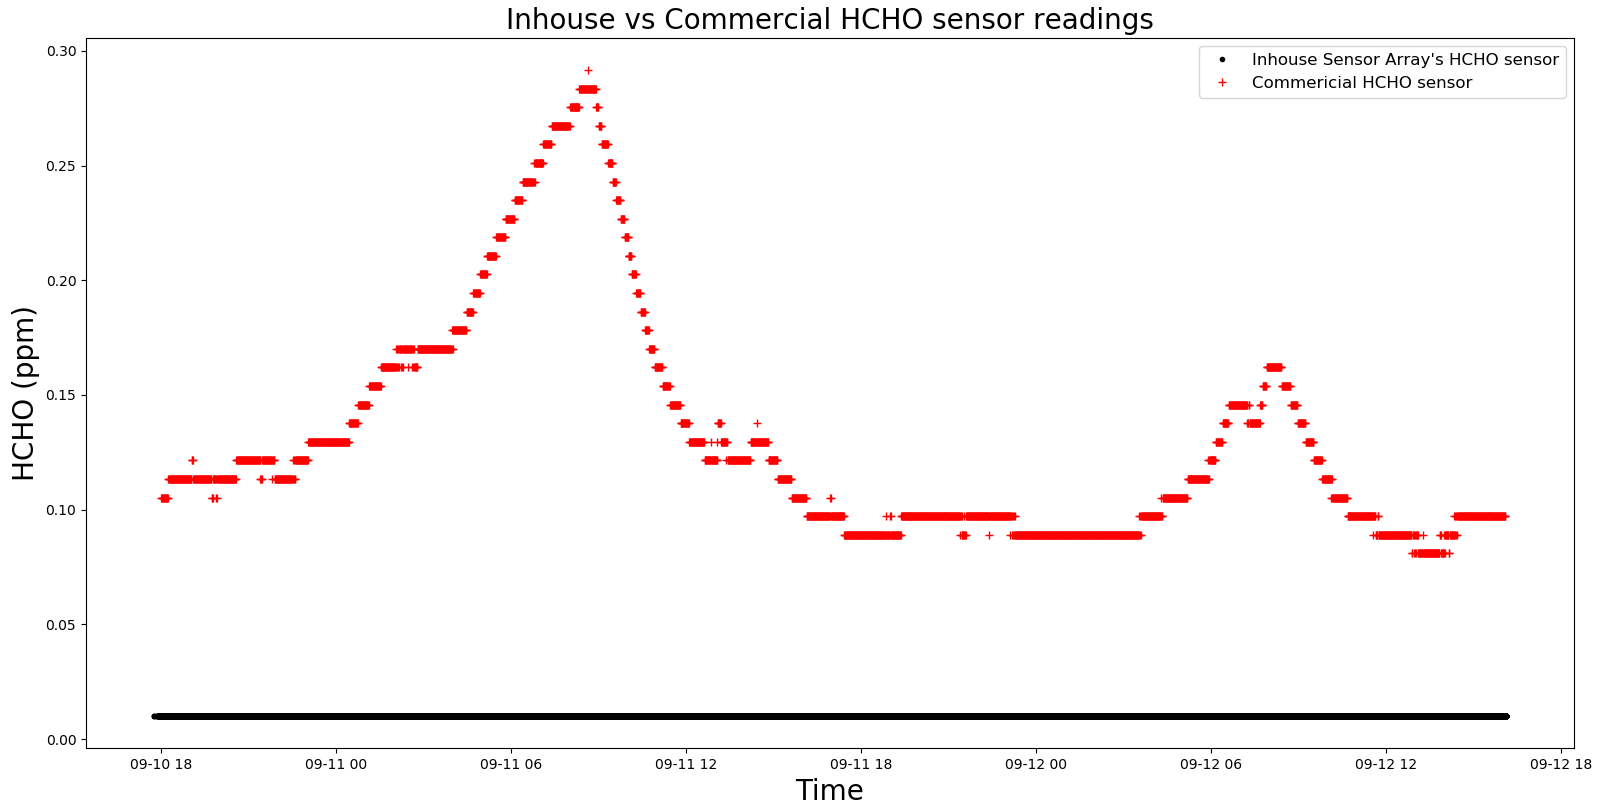 Inhouse vs Commercial HCHO sensor readings
Inhouse Sensor Array's HCHO sensor
Commericial HCHO sensor
HCHO (ppm)
0.30
0.25
0.20
0.15
0.10
0.05
0.00
09-10 18 09-11 00 09-11 06 09-11 12 09-11 18 09-12 00 09-12 06 09-12 12 09-12 18
Time